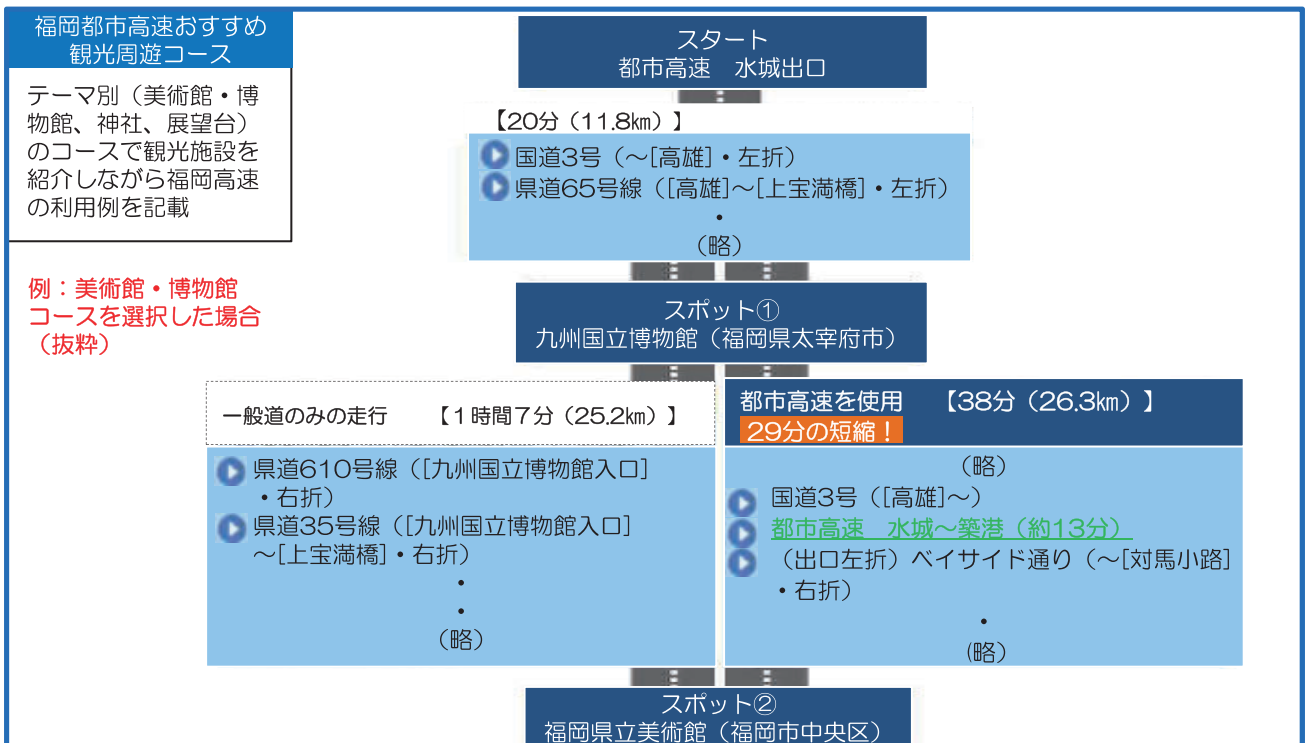 福岡都市高速おすすめ
観光周遊コース
テーマ別（美術館・博
物館、神社、展望台）
のコースで観光施設を
紹介しながら福岡高速
の利用例を記載
例：美術館・博物館
コースを選択した場合
（抜粋）
スタート
都市高速　水城出口
【20分（11.8㎞）】
国道3号（～[高雄]・左折）
県道65号線（[高雄]～[上宝満橋]・左折）
・
（略）
スポット①
九州国立博物館（福岡県太宰府市）
一般道のみの走行　【1時間7分（25.2㎞）】
県道610号線（[九州国立博物館入口]
・右折）
県道35号線（[九州国立博物館入口]
～[上宝満橋]・右折）
・
・
（略）
都市高速を使用　【38分（26.3㎞）】
29分の短縮！
（略）
国道3号（[高雄]～）
都市高速　水城～築港（約13分）
（出口左折）ベイサイド通り（～[対馬小路]
・右折）
・
（略）
スポット②
福岡県立美術館（福岡市中央区）